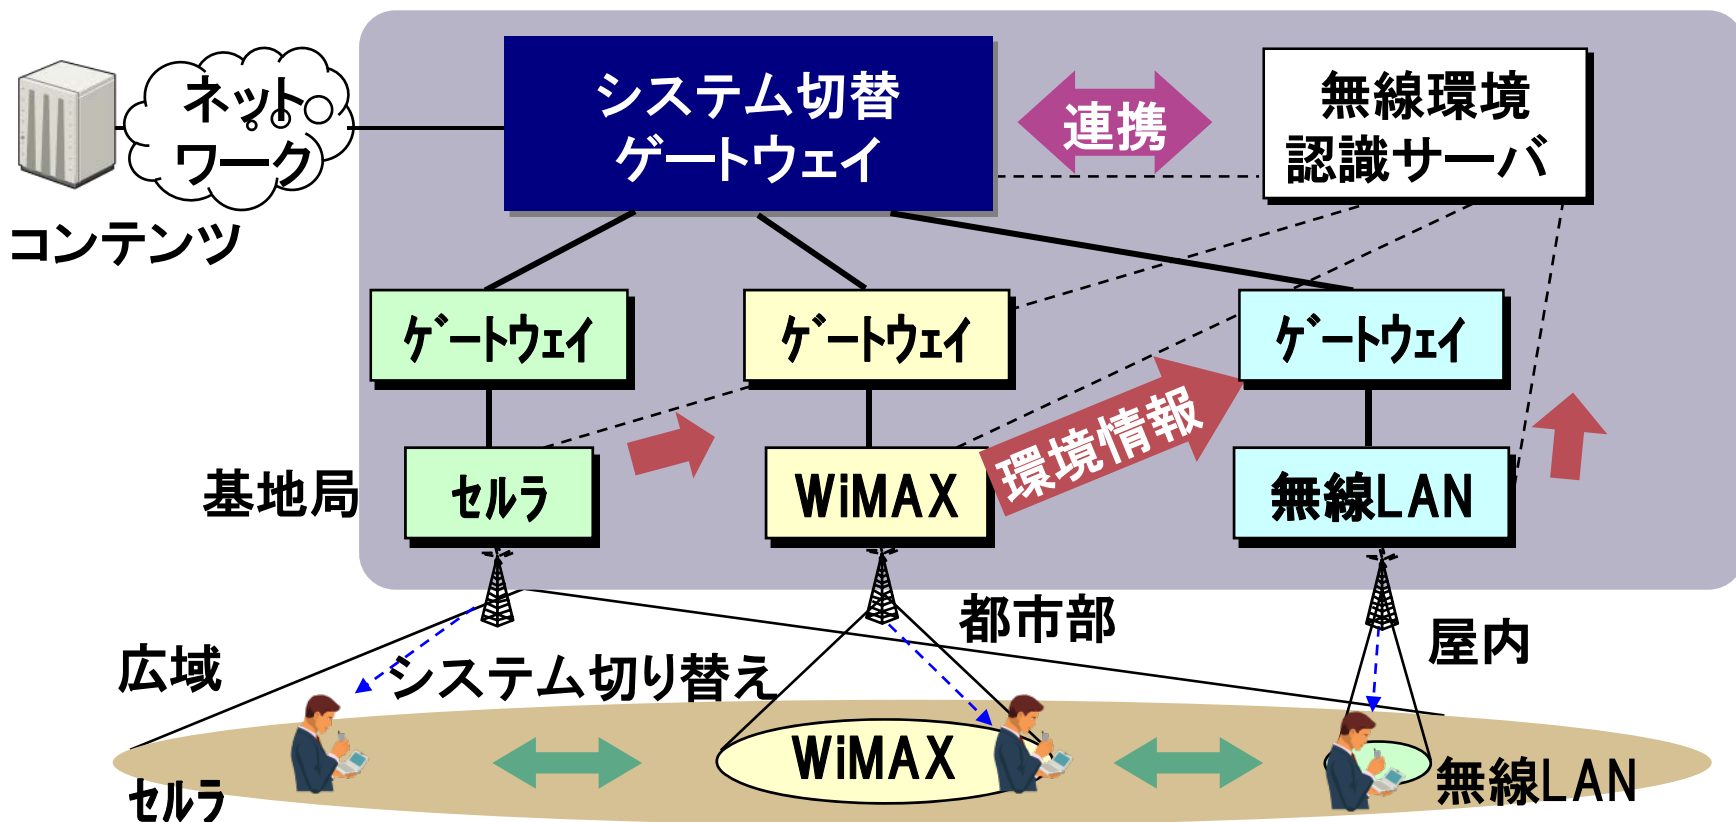 ネット
ワーク
コンテンツ
システム切替
ゲートウェイ
連携
無線環境
認識サーバ
ｹﾞｰﾄｳｪｲ
ｹﾞｰﾄｳｪｲ
ｹﾞｰﾄｳｪｲ
環境情報
基地局
ｾﾙﾗ
WiMAX
無線LAN
広域
システム切り替え
都市部
屋内
ｾﾙﾗ
WiMAX
無線LAN